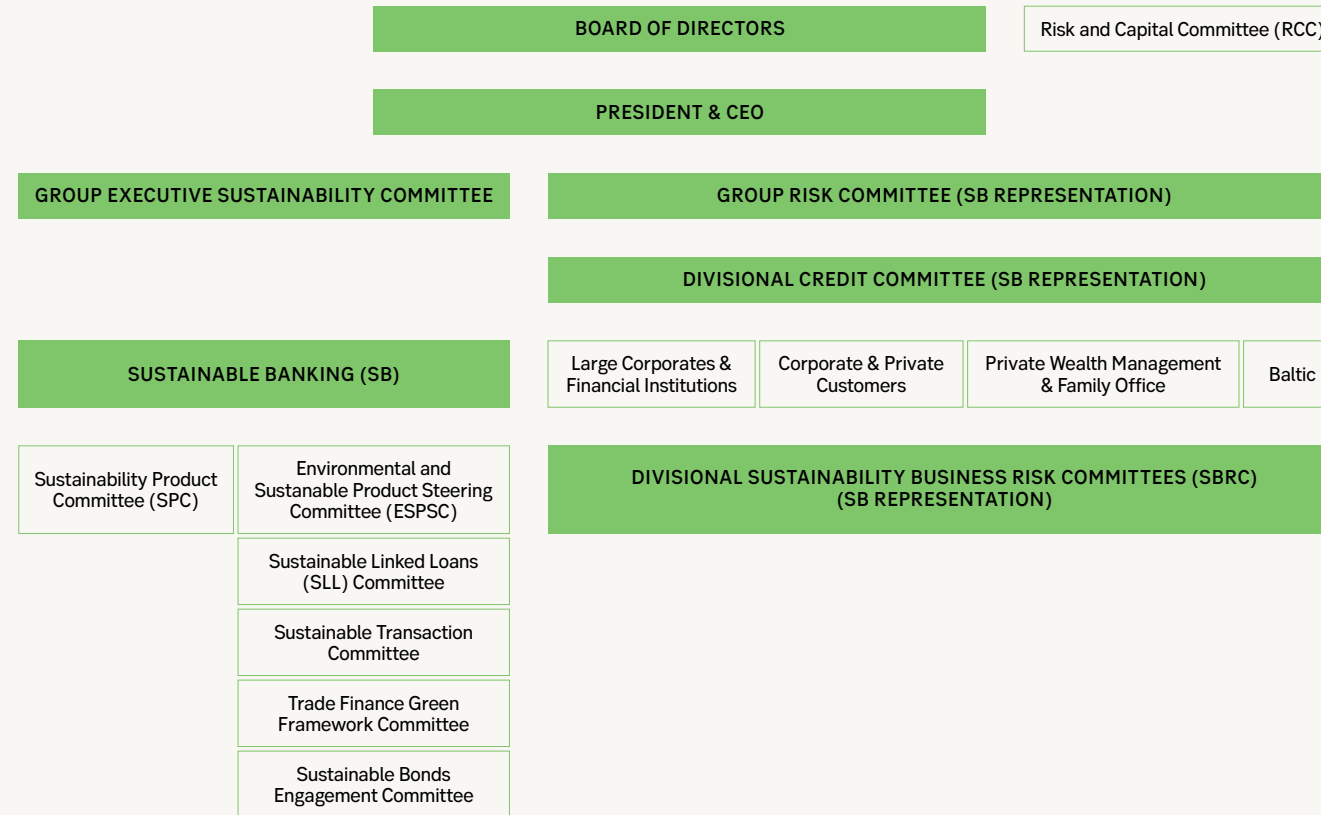 BOARD OF DIRECTORS
Risk and Capital Committee (RCC)
PRESIDENT & CEO
GROUP EXECUTIVE SUSTAINABILITY COMMITTEE
GROUP RISK COMMITTEE (SB REPRESENTATION)
DIVISIONAL CREDIT COMMITTEE (SB REPRESENTATION)
SUSTAINABLE BANKING (SB)
Large Corporates &
Financial Institutions
Corporate & Private
Customers
Private Wealth Management
& Family Office
Baltic
Sustainability Product
Committee (SPC)
Environmental and
Sustanable Product Steering
Committee (ESPSC)
DIVISIONAL SUSTAINABILITY BUSINESS RISK COMMITTEES (SBRC)
(SB REPRESENTATION)
Sustainable Linked Loans
(SLL) Committee
Sustainable Transaction
Committee
Trade Finance Green
Framework Committee
Sustainable Bonds
Engagement Committee